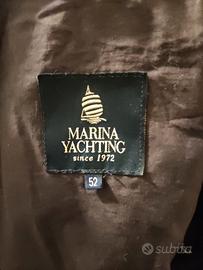 MARINA
YACHTING
since 1972
52
subito